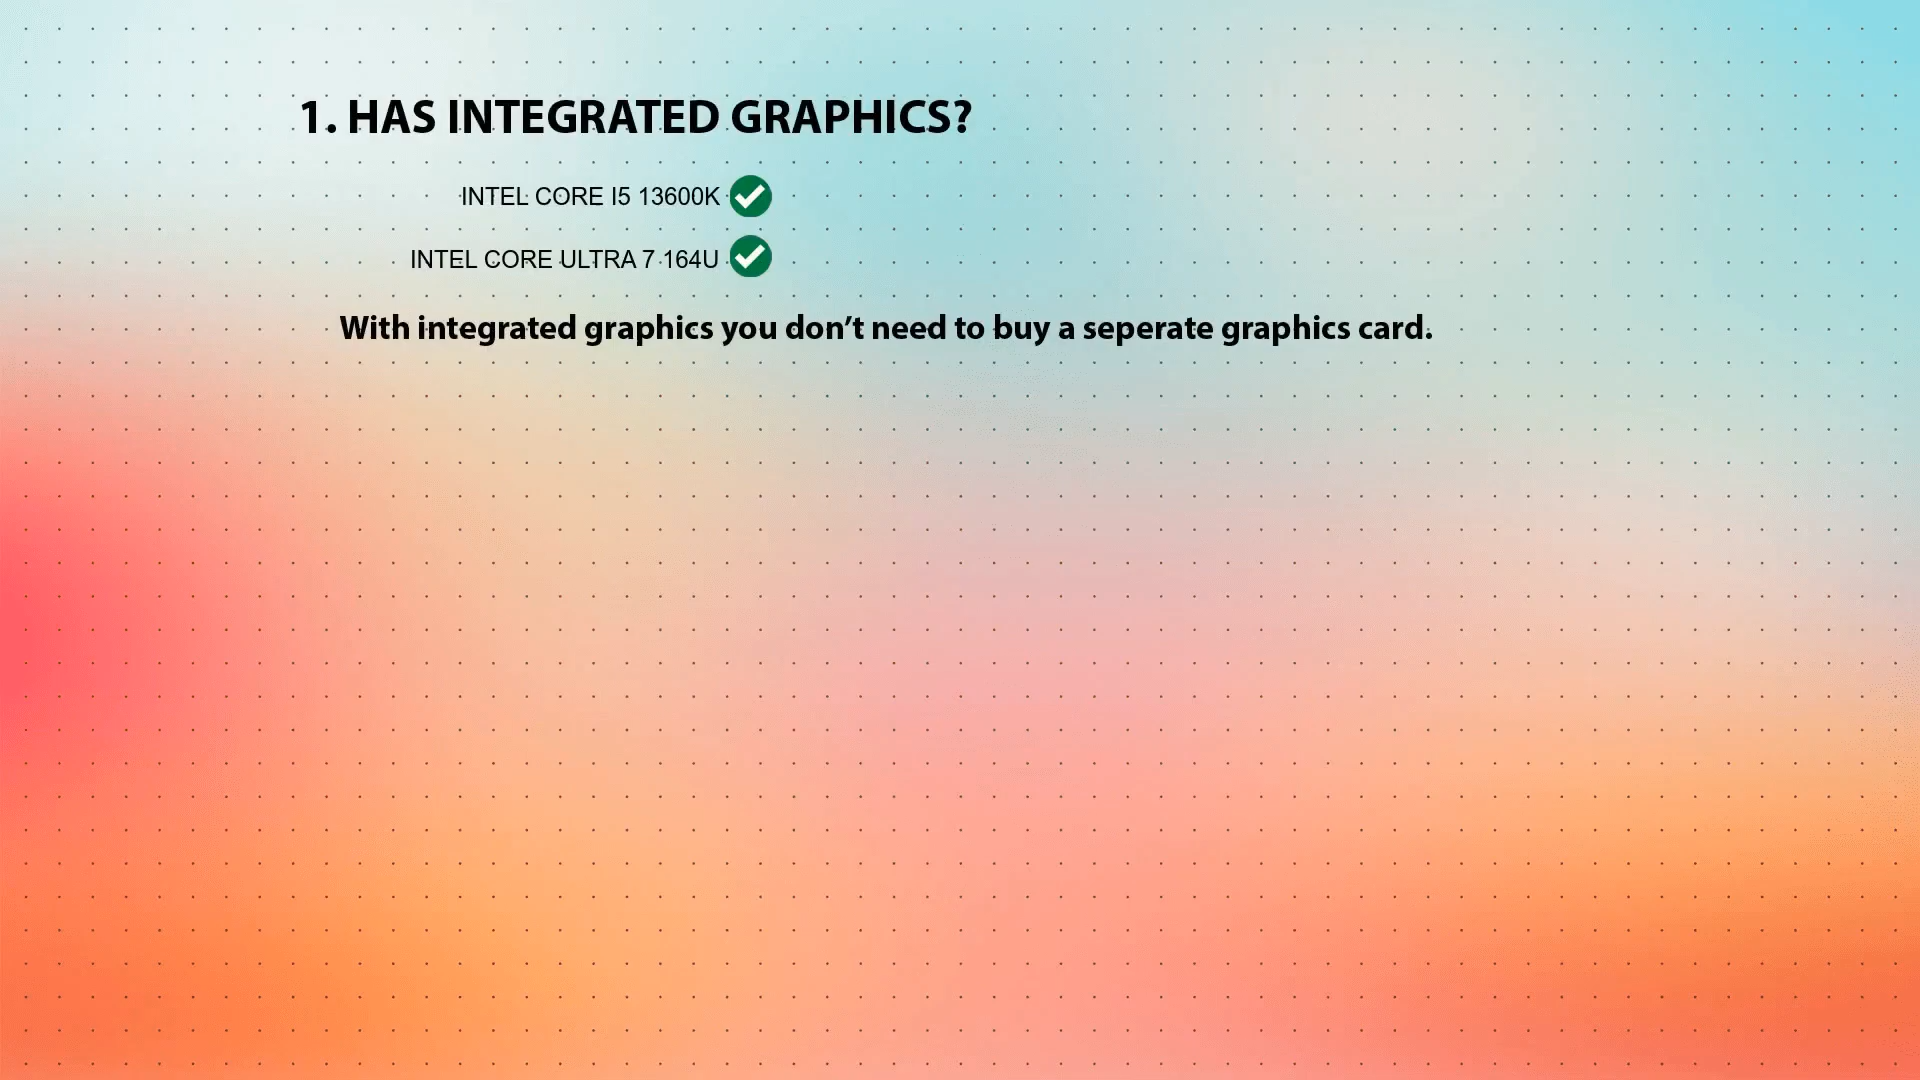 1. HAS INTEGRATED GRAPHICS?
INTEL CORE I5 13600K
INTEL CORE ULTRA 7 164U
With integrated graphics you don’t need to buy a seperate graphics card.